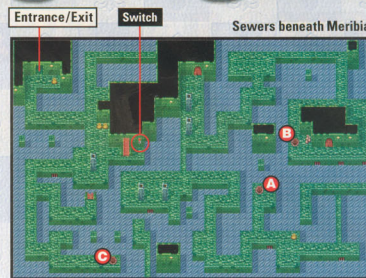 Entrance/Exit
Switch
Sewers beneath Meribia
B
A
C